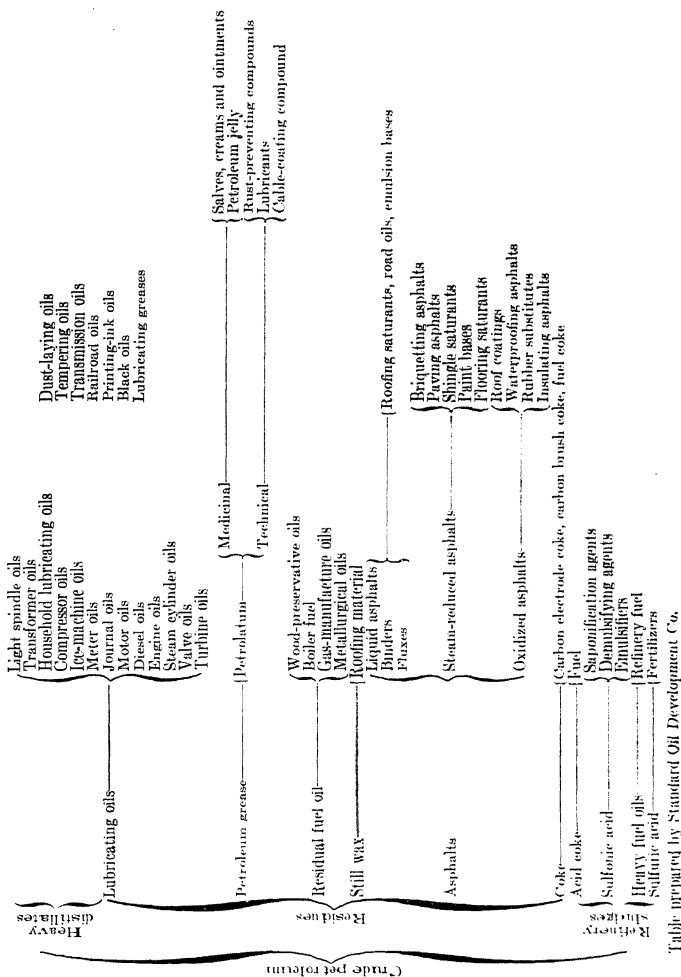 Crude petroleum
Heavy distillates
Lubricating oils
Light spindle oils
Transformer oils
Household lubricating oils
Compressor oils
Ice-machine oils
Meter oils
Journal oils
Motor oils
Diesel oils
Engine oils
Steam cylinder oils
Valve oils
Turbine oils
Dust-laying oils
Tempering oils
Transmission oils
Railroad oils
Printing-ink oils
Black oils
Lubricating greases
Residues
Petroleum grease
Petrolatum
Medicinal
Salves, creams and ointments
Petroleum jelly
Technical
Rust-preventing compounds
Lubricants
Cable-coating compound
Residual fuel oil
Wood-preservative oils
Boiler fuel
Gas-manufacture oils
Metallurgical oils
Still wax
Roofing material
Asphalts
Liquid asphalts
Binders
Fluxes
Roofing saturants, road oils, emulsion bases
Steam-reduced asphalts
Briquetting asphalts
Paving asphalts
Shingle saturants
Paint bases
Flooring saturants
Oxidized asphalts
Roof coatings
Waterproofing asphalts
Rubber substitutes
Insulating asphalts
Coke
Carbon electrode coke, carbon brush coke, fuel coke
Refinery sludges
Acid coke
Fuel
Sulfonic acid
Saponification agents
Demulsifying agents
Emulsifiers
Heavy fuel oils
Refinery fuel
Sulfuric acid
Fertilizers
Table prepared by Standard Oil Development Co.